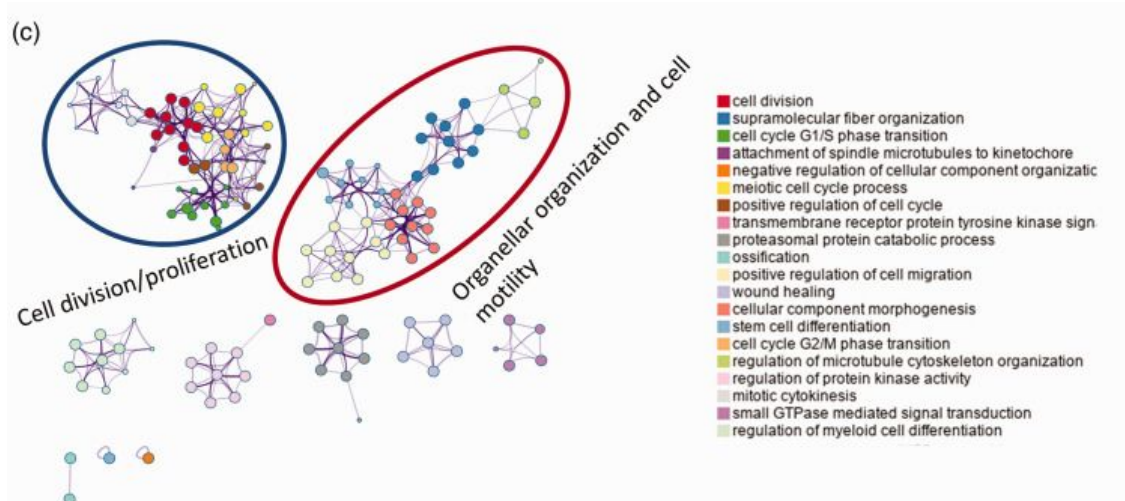 (c)
Cell division/proliferation
Organellar organization and cell
motility
cell division
supramolecular fiber organization
cell cycle G1/S phase transition
attachment of spindle microtubules to kinetochore
negative regulation of cellular component organizatic
meiotic cell cycle process
positive regulation of cell cycle
transmembrane receptor protein tyrosine kinase sign
proteasomal protein catabolic process
ossification
positive regulation of cell migration
wound healing
cellular component morphogenesis
stem cell differentiation
cell cycle G2/M phase transition
regulation of microtubule cytoskeleton organization
regulation of protein kinase activity
mitotic cytokinesis
small GTPase mediated signal transduction
regulation of myeloid cell differentiation